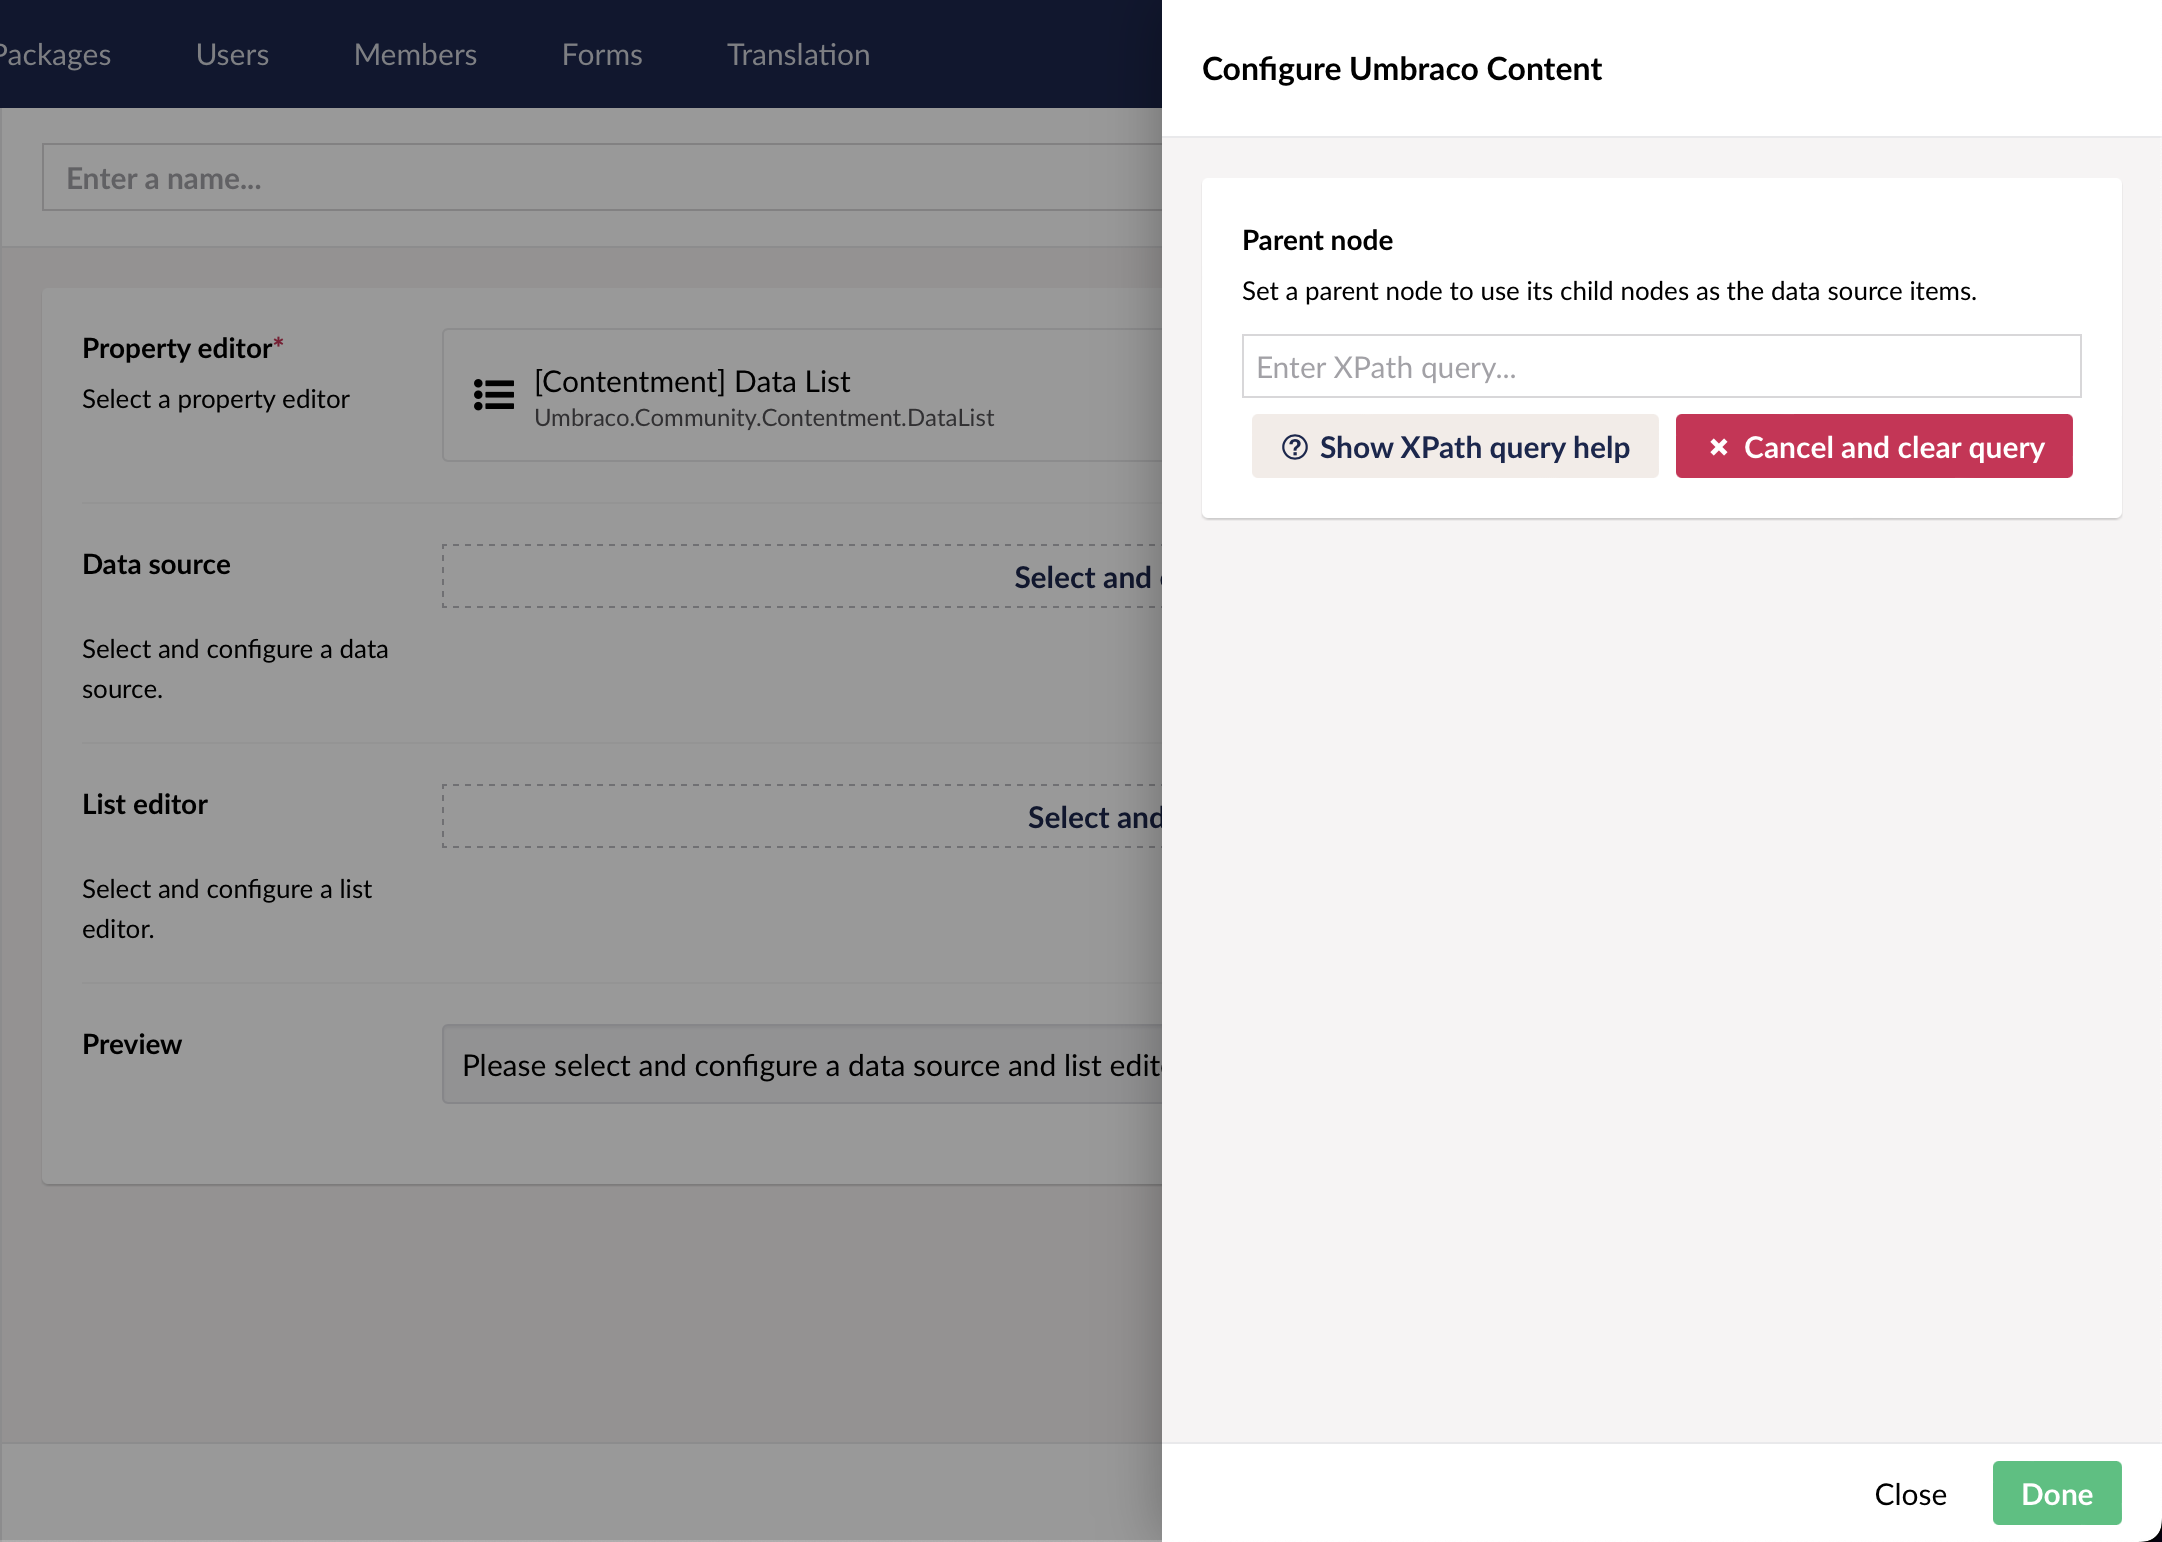 Users
Members
Forms
Translation
Enter a name...
Property editor*
Select a property editor
[Contentment] Data List
Umbraco.Community.Contentment.DataList
Data source
Select and
Select and configure a data
source.
List editor
Select and
Select and configure a list
editor.
Preview
Please select and configure a data source and list
Configure Umbraco Content
Parent node
Set a parent node to use its child nodes as the data source items.
Enter XPath query...
Show XPath query help
Cancel and clear query
Close
Done